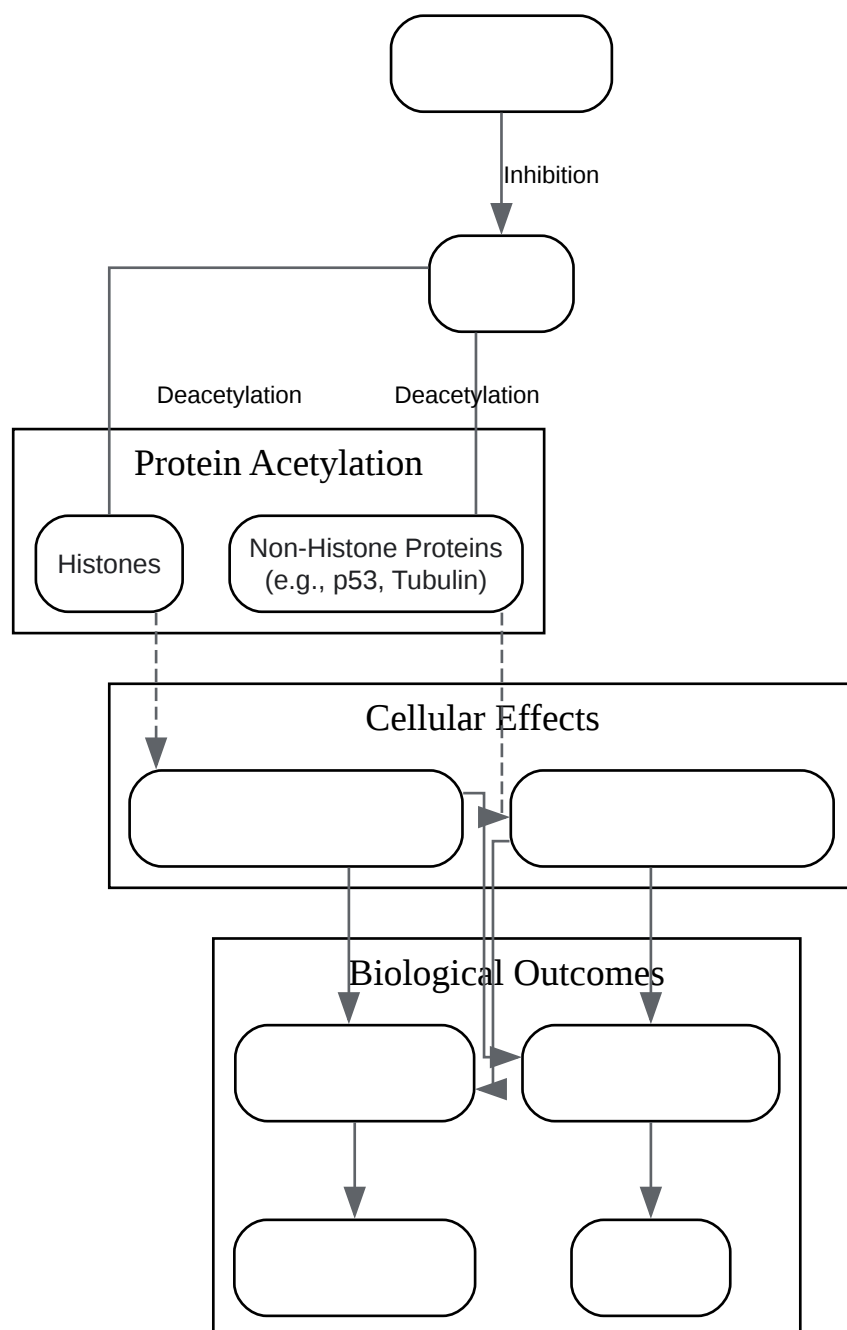 Inhibition
Deacetylation
Deacetylation
Protein Acetylation
Histones
Non-Histone Proteins
(e.g., p53, Tubulin)
Cellular Effects
Biological Outcomes